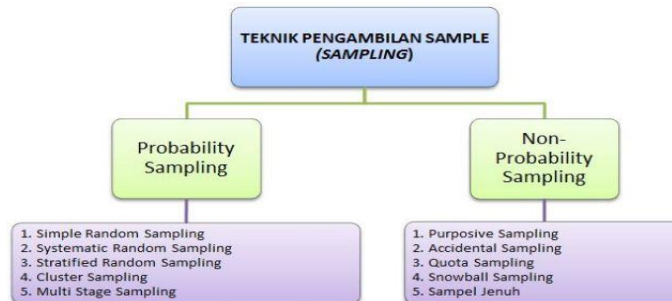 TEKNIK PENGAMBILAN SAMPLE
(SAMPLING)
Probability
Sampling
Non-
Probability
Sampling
1. Simple Random Sampling
2. Systematic Random Sampling
3. Stratified Random Sampling
4. Cluster Sampling
5. Multi Stage Sampling
1. Purposive Sampling
2. Accidental Sampling
3. Quota Sampling
4. Snowball Sampling
5. Sampel Jenuh